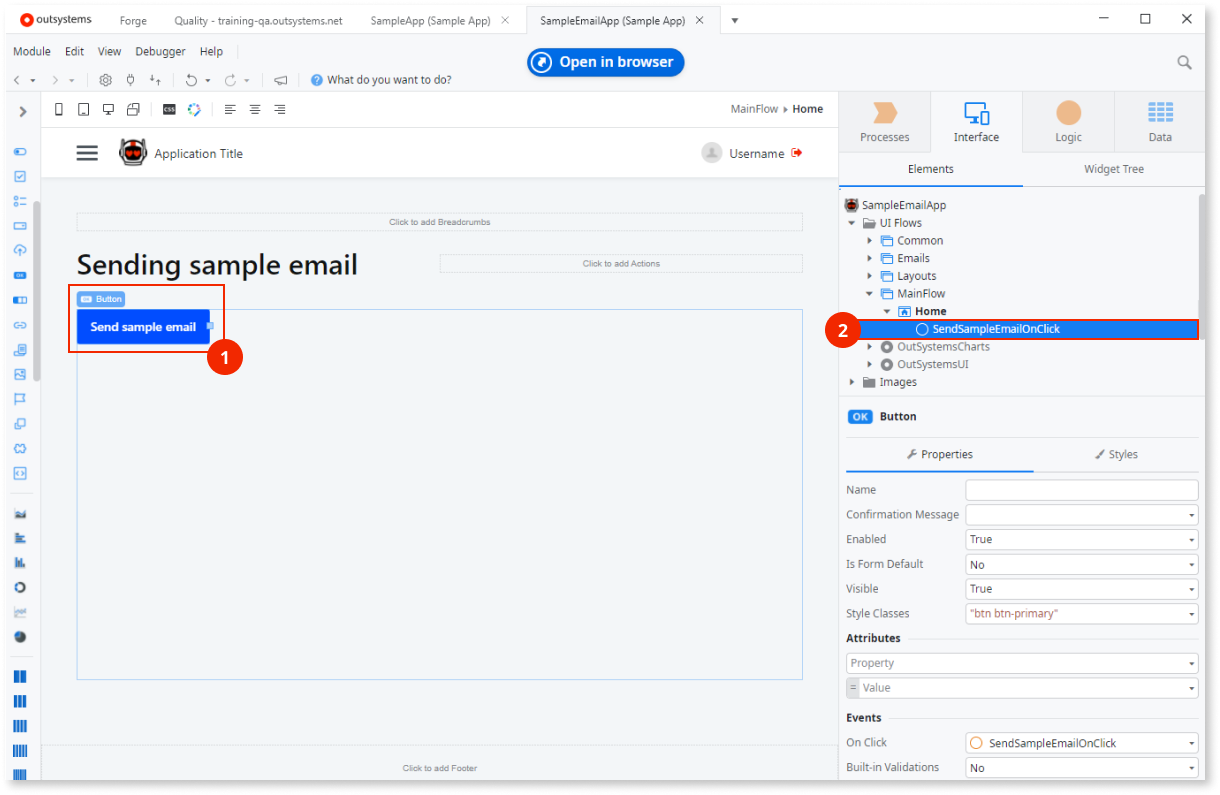 outsystems
Forge
Quality - training-qa.outsystems.net
SampleApp (Sample App)
SampleEmailApp (Sample App)
Module
Edit
View
Debugger
Help
Open in browser
What do you want to do?
CSS
MainFlow
Home
Application Title
Username
Click to add Breadcrumbs
Sending sample email
Click to add Actions
OK Button
Send sample email
1
Click to add Footer
Processes
Interface
Logic
Data
Elements
Widget Tree
SampleEmailApp
UI Flows
Common
Emails
Layouts
MainFlow
Home
2
SendSampleEmailOnClick
OutSystemsCharts
OutSystemsUI
Images
OK Button
Properties
Styles
Name
Confirmation Message
Enabled True
Is Form Default No
Visible True
Style Classes "btn btn-primary"
Attributes
Property
= Value
Events
On Click SendSampleEmailOnClick
Built-in Validations No